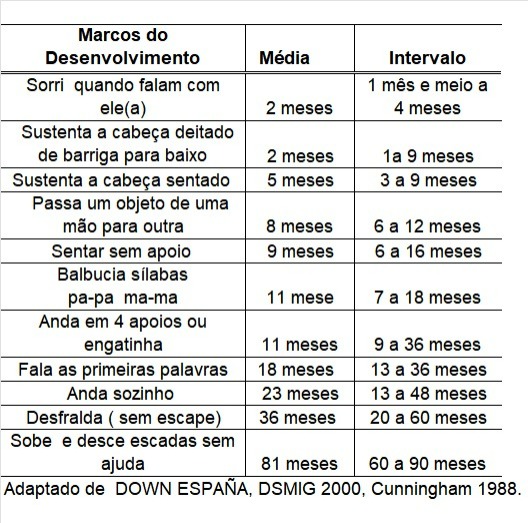 Marcos do
Desenvolvimento Média Intervalo
Sorri quando falam com 1 mês e meio a
ele(a) 2 meses 4 meses
Sustenta a cabeça deitado
de barriga para baixo 2 meses 1a 9 meses
Sustenta a cabeça sentado 5 meses 3 a 9 meses
Passa um objeto de uma
mão para outra 8 meses 6 a 12 meses
Sentar sem apoio 9 meses 6 a 16 meses
Balbucia sílabas
pa-pa ma-ma 11 mese 7 a 18 meses
Anda em 4 apoios ou
engatinha 11 meses 9 a 36 meses
Fala as primeiras palavras 18 meses 13 a 36 meses
Anda sozinho 23 meses 13 a 48 meses
Desfralda ( sem escape) 36 meses 20 a 60 meses
Sobe e desce escadas sem
ajuda 81 meses 60 a 90 meses
Adaptado de DOWN ESPAÑA, DSMIG 2000, Cunningham 1988.